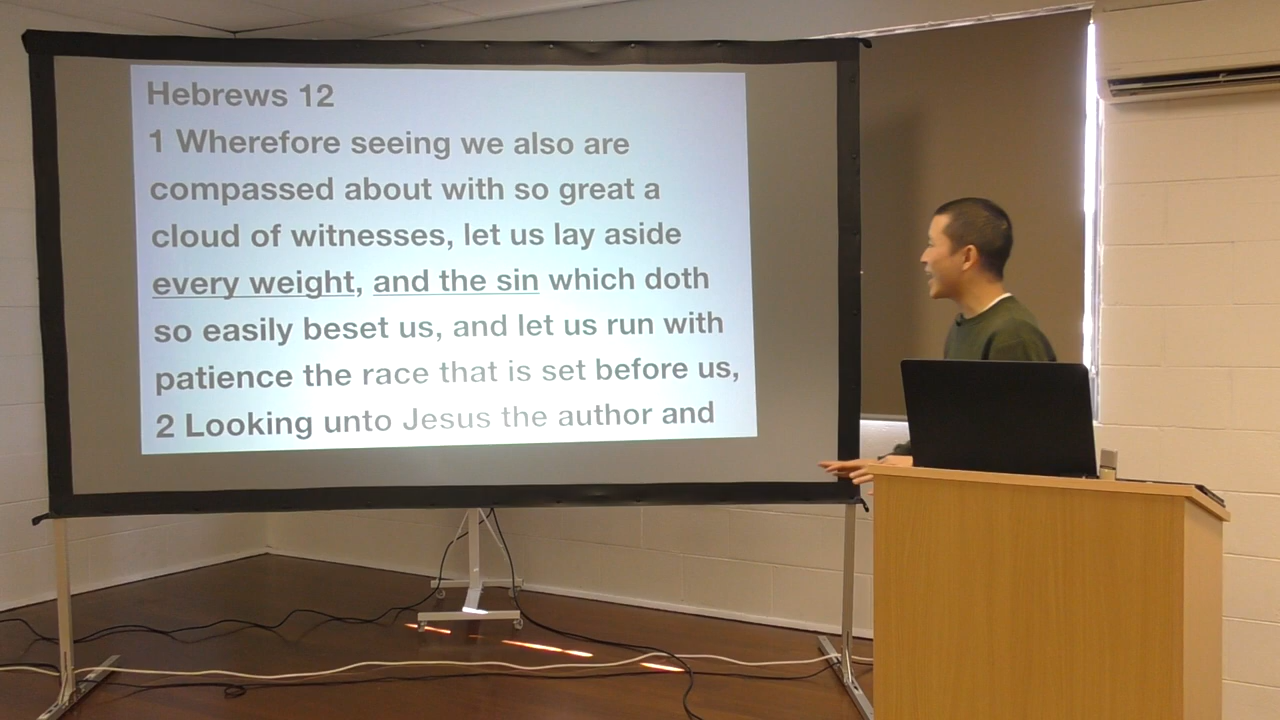 Hebrews 12
1 Wherefore seeing we also are
compassed about with so great a
cloud of witnesses, let us lay aside
every weight, and the sin which doth
so easily beset us, and let us run with
patience the race that is set before us,
2 Looking unto Jesus the author and